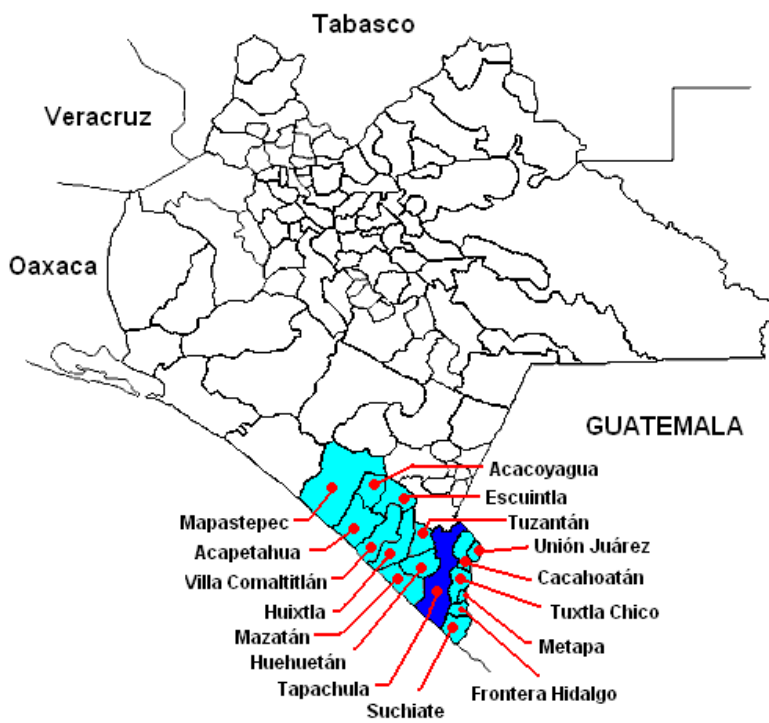 Tabasco
Veracruz
Oaxaca
GUATEMALA
Acacoyagua
Escuintla
Mapastepec
Tuzantán
Acapetahua
Unión Juárez
Villa Comaltitlán
Cacahoatán
Huixtla
Tuxtla Chico
Mazatán
Metapa
Huehuetán
Tapachula
Frontera Hidalgo
Suchiate